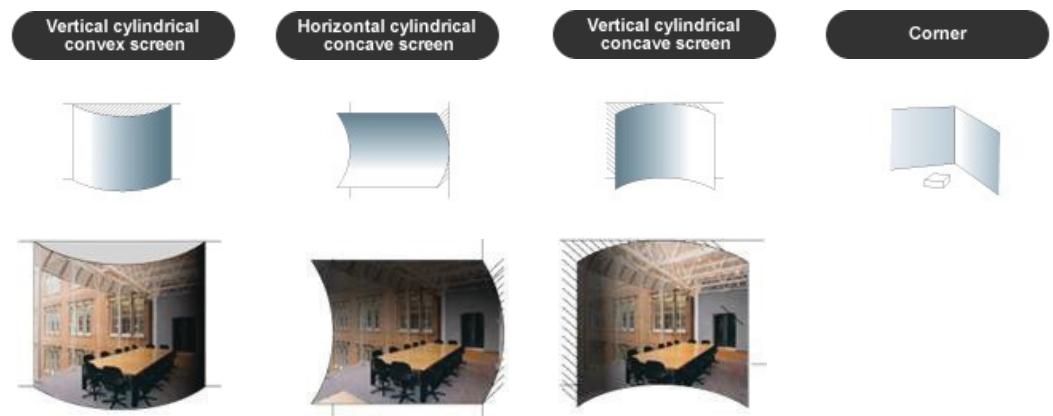 Vertical cylindrical
convex screen
Horizontal cylindrical
concave screen
Vertical cylindrical
concave screen
Corner